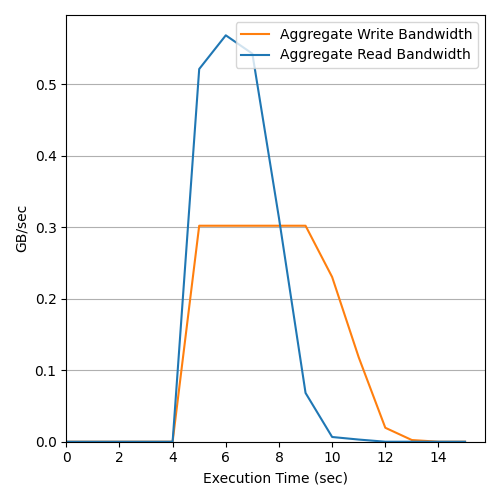 Aggregate Write Bandwidth
Aggregate Read Bandwidth
0.5
0.4
0.3
0.2
0.1
0.0
GB/sec
0 2 4 6 8 10 12 14
Execution Time (sec)